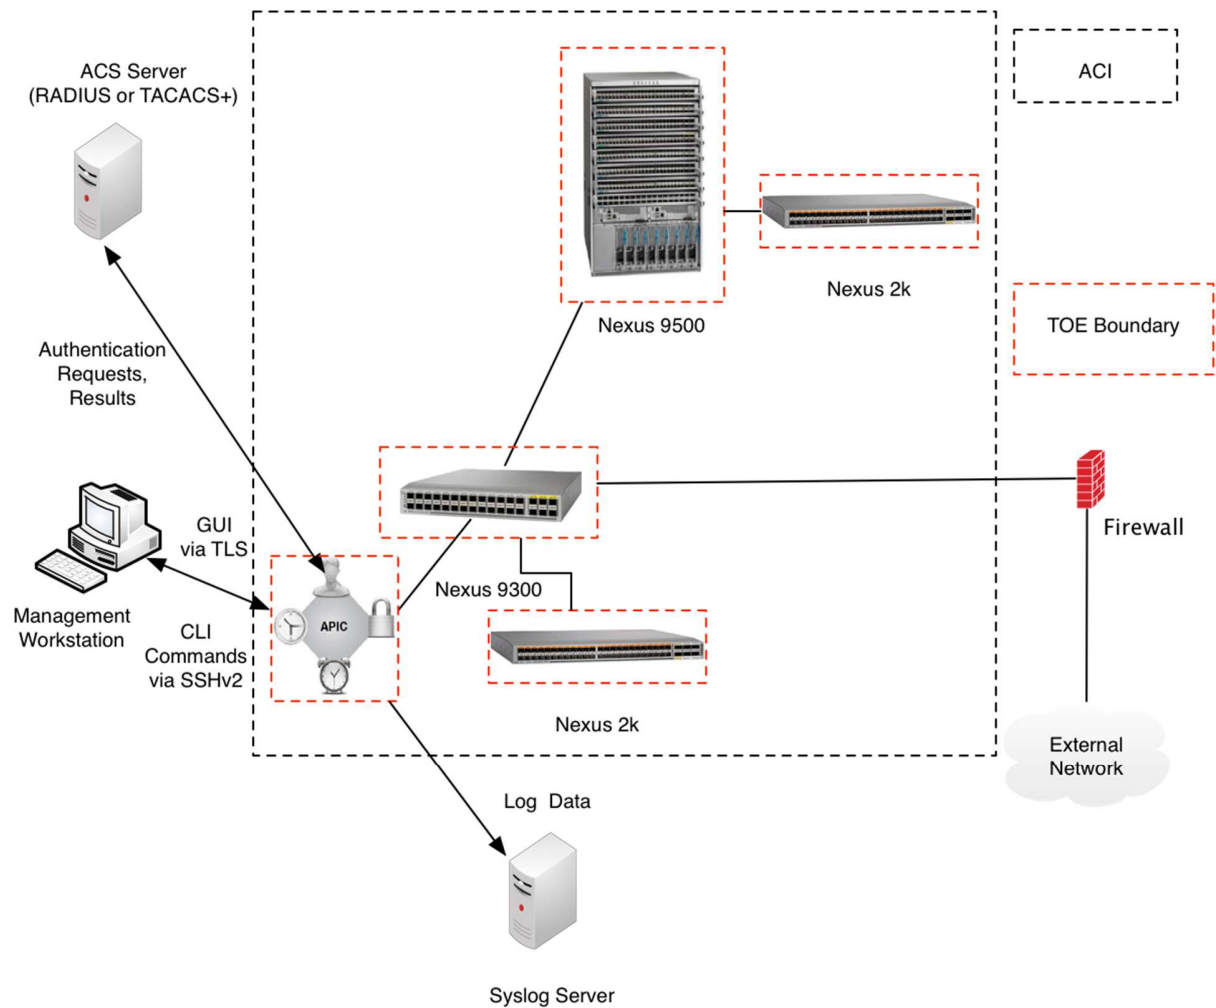 ACS Server
(RADIUS or TACACS+)
ACI
Nexus 2k
Nexus 9500
TOE Boundary
Authentication
Requests,
Results
GUI
via TLS
Firewall
Nexus 9300
Management
Workstation
CLI
Commands
via SSHv2
APIC
Nexus 2k
External
Network
Log Data
Syslog Server